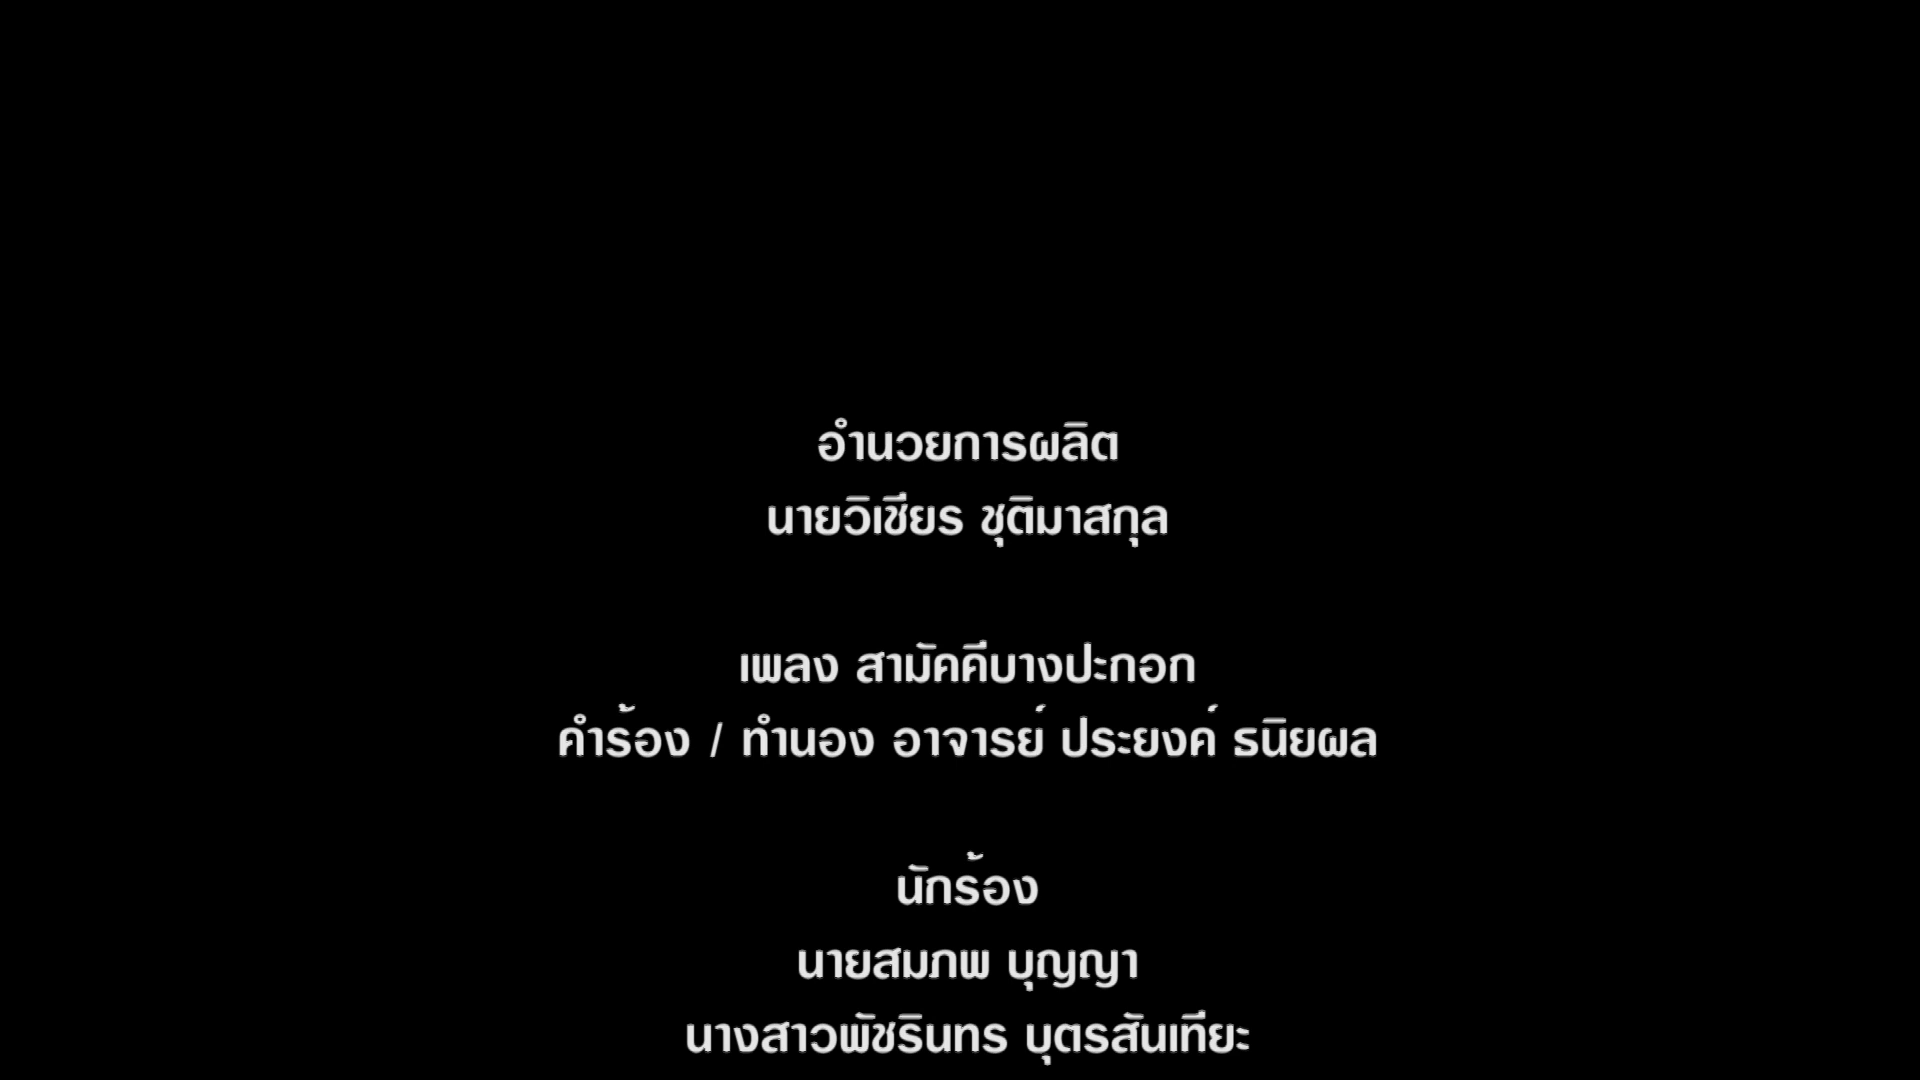 อำนวยการผลิต
นายวิเชียร ชุติมาสกุล
เพลง สามัคคีบางปะกอก
คำร้อง / ทำนอง อาจารย์ ประยงค์ ธนิยผล
นักร้อง
นายสมภพ บุญญา
นางสาวพัชรินทร บุตรสันเทียะ